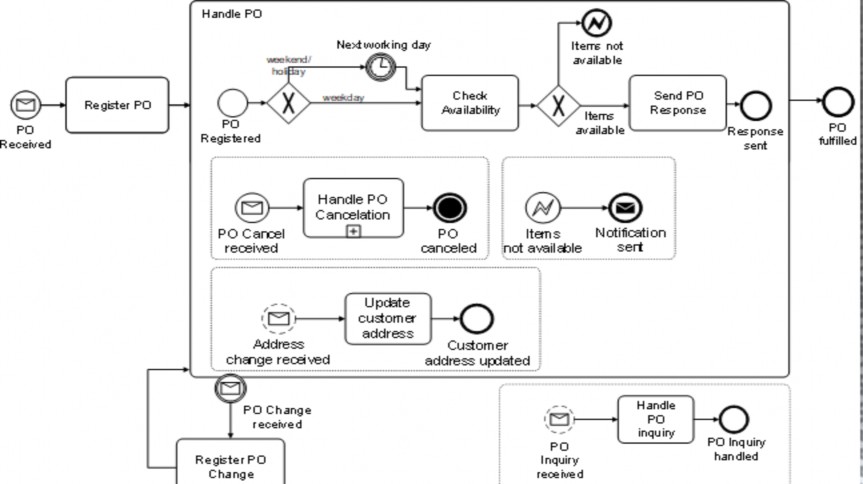 Handle PO
Next working day
weekend/
holiday
Items not
available
Register PO
Check
Availability
Send PO
Response
weekday
PO
Received
PO
Registered
Items
available
Response
sent
PO
fulfilled
Handle PO
Cancelation
PO Cancel
received
PO
canceled
Items
not available
Notification
sent
Update
customer
address
Address
change received
Customer
address updated
PO Change
received
Handle
PO
inquiry
PO
Inquiry
received
PO Inquiry
handled
Register PO
Change